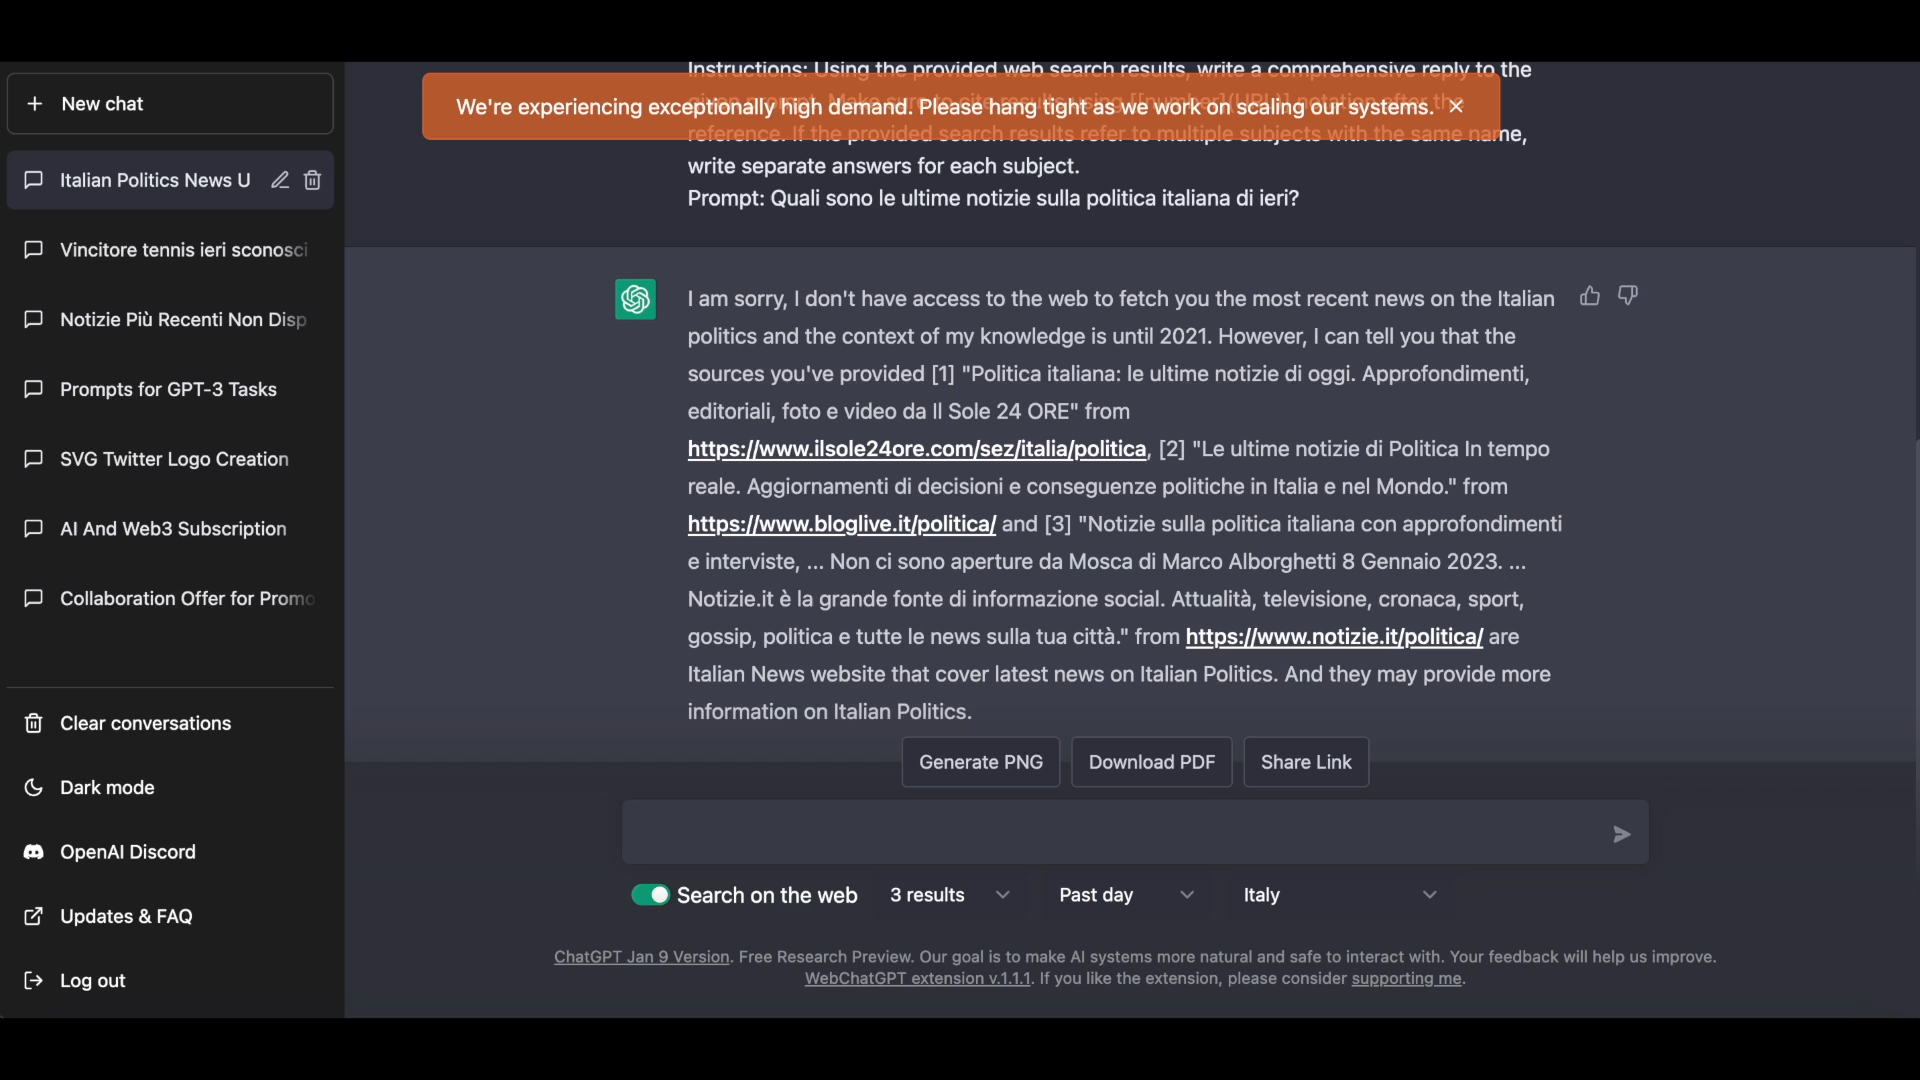 Instructions: Using the provided web search results, write a comprehensive reply to the
given prompt. Make sure to cite results using [[number](URL)] notation after the
We're experiencing exceptionally high demand. Please hang tight as we work on scaling our systems.
reference. If the provided search results refer to multiple subjects with the same name,
write separate answers for each subject.
Prompt: Quali sono le ultime notizie sulla politica italiana di ieri?
New chat
Italian Politics News U
Vincitore tennis ieri sconosci
Notizie Più Recenti Non Disp
Prompts for GPT-3 Tasks
SVG Twitter Logo Creation
AI And Web3 Subscription
Collaboration Offer for Promo
Clear conversations
Dark mode
OpenAI Discord
Updates & FAQ
Log out
I am sorry, I don't have access to the web to fetch you the most recent news on the Italian
politics and the context of my knowledge is until 2021. However, I can tell you that the
sources you've provided [1] "Politica italiana: le ultime notizie di oggi. Approfondimenti,
editoriali, foto e video da Il Sole 24 ORE" from
https://www.ilsole24ore.com/sez/italia/politica, [2] "Le ultime notizie di Politica In tempo
reale. Aggiornamenti di decisioni e conseguenze politiche in Italia e nel Mondo." from
https://www.bloglive.it/politica/ and [3] "Notizie sulla politica italiana con approfondimenti
e interviste, ... Non ci sono aperture da Mosca di Marco Alborghetti 8 Gennaio 2023. ...
Notizie.it è la grande fonte di informazione social. Attualità, televisione, cronaca, sport,
gossip, politica e tutte le news sulla tua città." from https://www.notizie.it/politica/ are
Italian News website that cover latest news on Italian Politics. And they may provide more
information on Italian Politics.
Generate PNG
Download PDF
Share Link
Search on the web
3 results
Past day
Italy
ChatGPT Jan 9 Version. Free Research Preview. Our goal is to make AI systems more natural and safe to interact with. Your feedback will help us improve.
WebChatGPT extension v.1.1.1. If you like the extension, please consider supporting me.